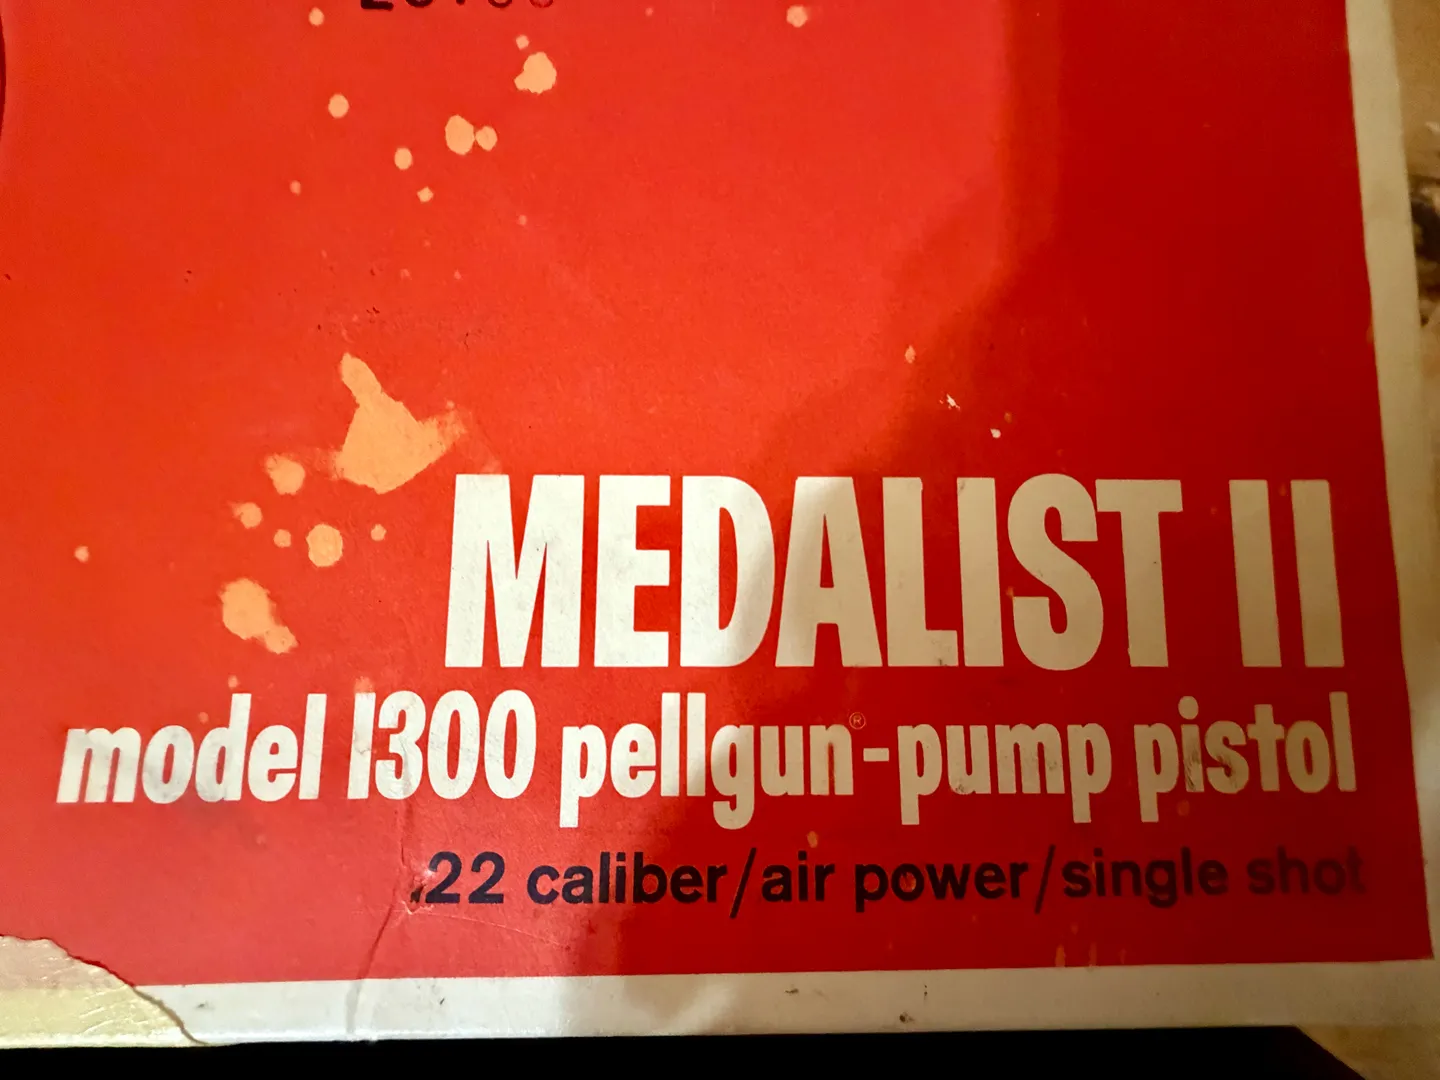 MEDALIST II
model 1300 pellgun®-pump pistol
.22 caliber/air power/single shot